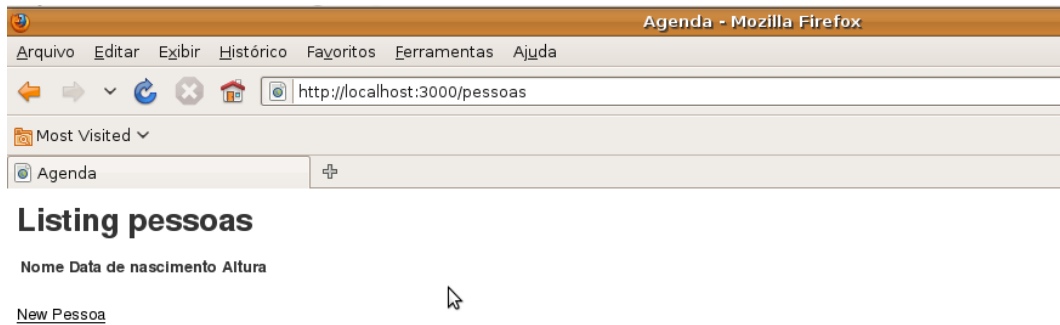 Agenda - Mozilla Firefox
Arquivo Editar Exibir Histórico Favoritos Ferramentas Ajuda
http://localhost:3000/pessoas
Most Visited
Agenda
Listing pessoas
Nome Data de nascimento Altura
New Pessoa